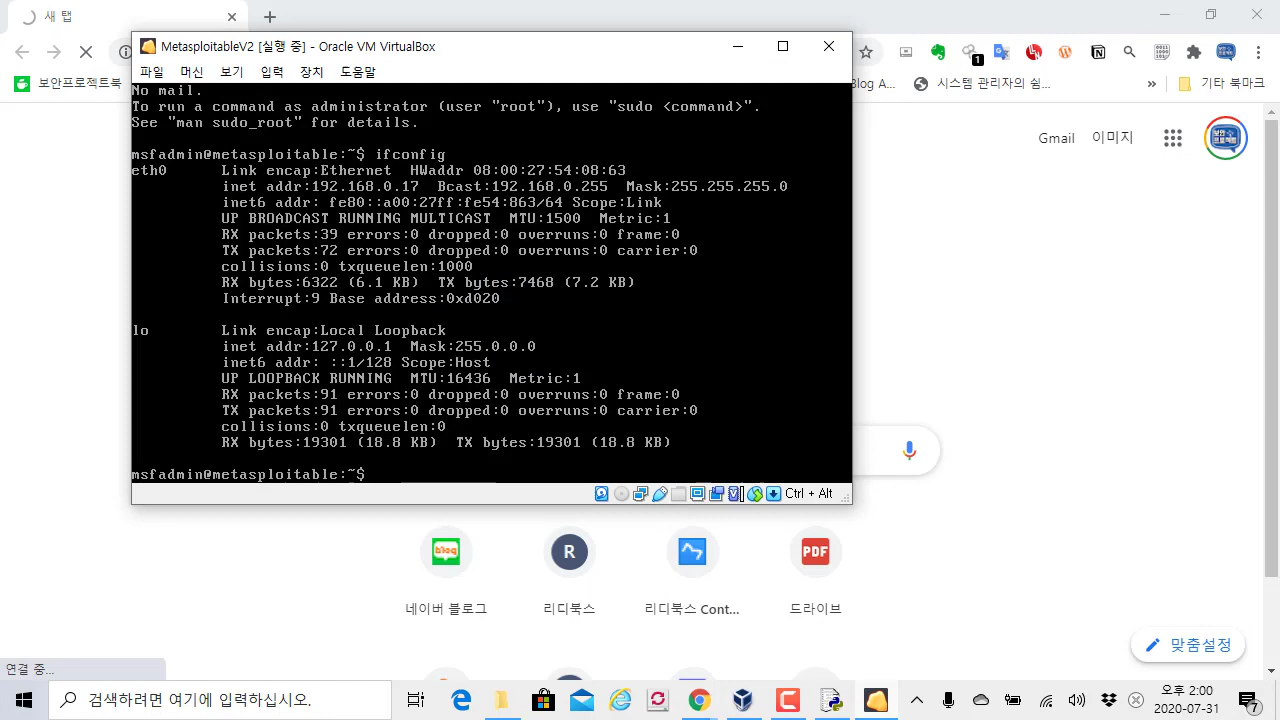 새 탭
MetasploitableV2 [실행 중] - Oracle VM VirtualBox
파일 머신 보기 입력 장치 도움말
1
보안프로젝트 북
Blog A...
시스템 관리자의 쉼...
»
기타 북마크
No mail.
To run a command as administrator (user "root"), use "sudo <command>".
See "man sudo_root" for details.
msfadmin@metasploitable:~$ ifconfig
eth0 Link encap:Ethernet HWaddr 08:00:27:54:08:63
inet addr:192.168.0.17 Bcast:192.168.0.255 Mask:255.255.255.0
inet6 addr: fe80::a00:27ff:fe54:863/64 Scope:Link
UP BROADCAST RUNNING MULTICAST MTU:1500 Metric:1
RX packets:39 errors:0 dropped:0 overruns:0 frame:0
TX packets:72 errors:0 dropped:0 overruns:0 carrier:0
collisions:0 txqueuelen:1000
RX bytes:6322 (6.1 KB) TX bytes:7468 (7.2 KB)
Interrupt:9 Base address:0xd020
lo Link encap:Local Loopback
inet addr:127.0.0.1 Mask:255.0.0.0
inet6 addr: ::1/128 Scope:Host
UP LOOPBACK RUNNING MTU:16436 Metric:1
RX packets:91 errors:0 dropped:0 overruns:0 frame:0
TX packets:91 errors:0 dropped:0 overruns:0 carrier:0
collisions:0 txqueuelen:0
RX bytes:19301 (18.8 KB) TX bytes:19301 (18.8 KB)
msfadmin@metasploitable:~$
Ctrl + Alt
Gmail 이미지
보안 프로젝트
blog R PDF
네이버 블로그 리디북스 리디북스 Cont... 드라이브
맞춤설정
연결 중...
검색하려면 여기에 입력하십시오.
오후 2:00
2020-07-31
7